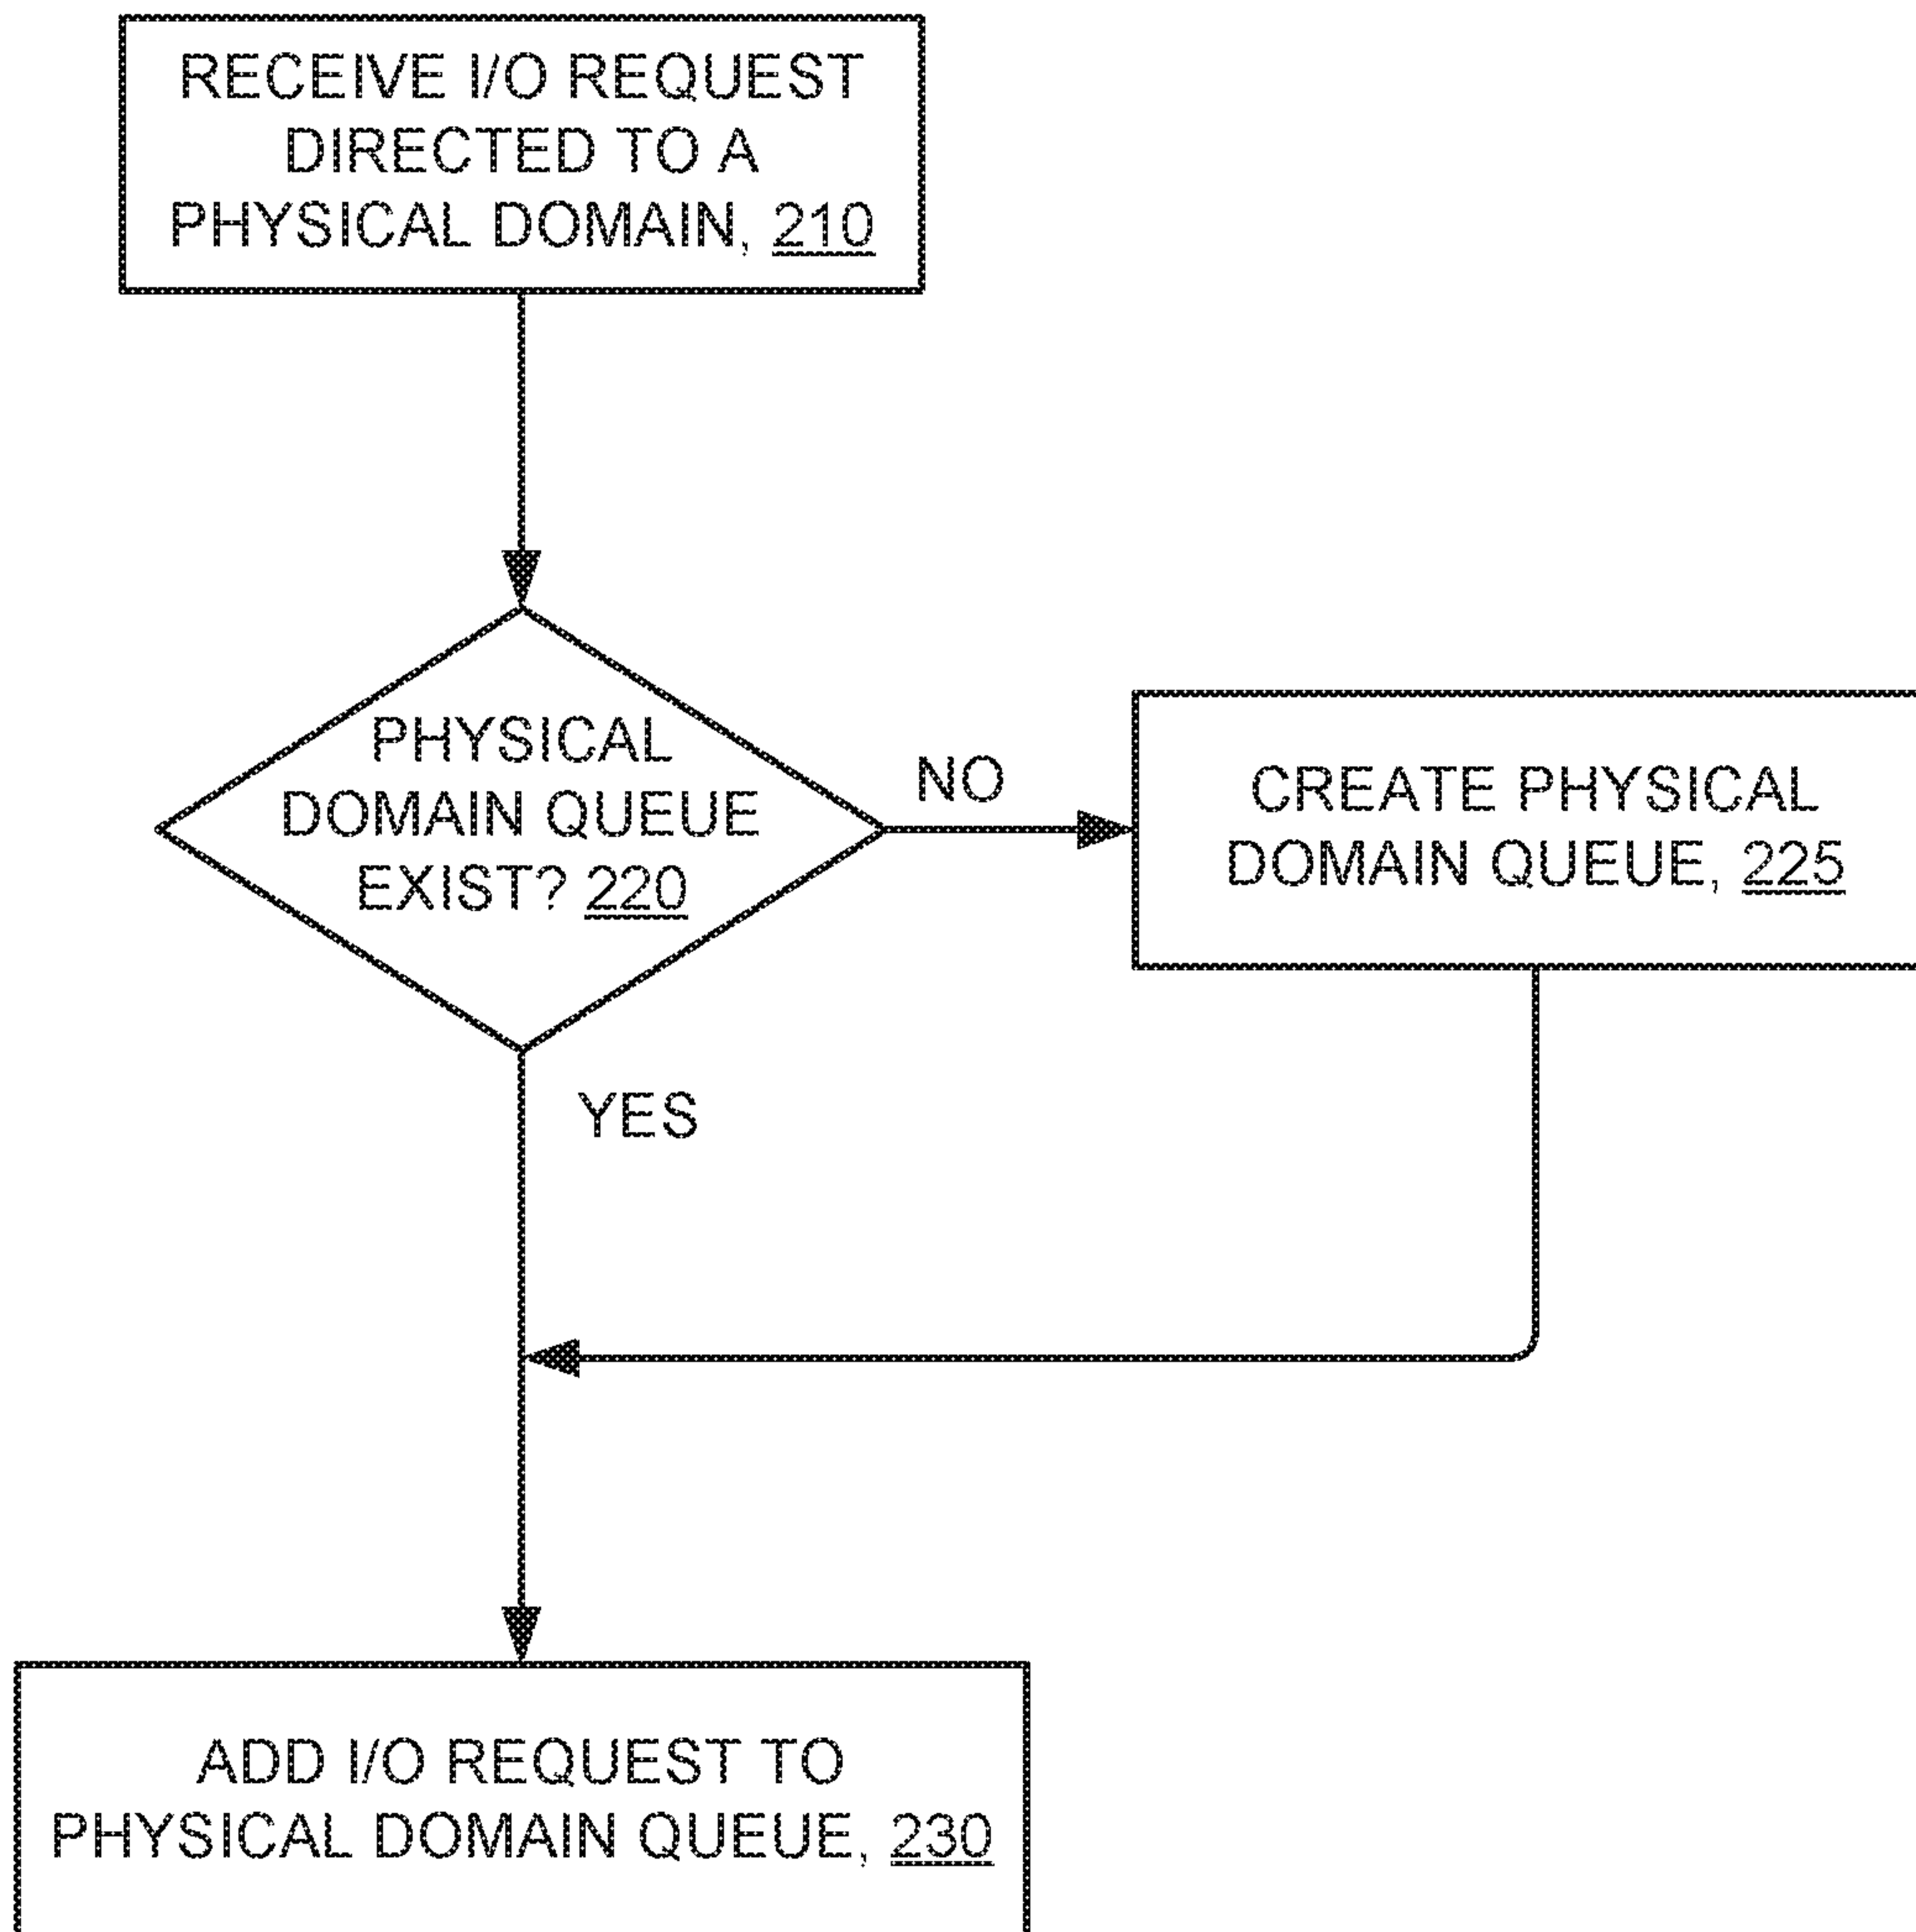 RECEIVE I/O REQUEST
DIRECTED TO A
PHYSICAL DOMAIN, 210
PHYSICAL
DOMAIN QUEUE
EXIST? 220
NO
CREATE PHYSICAL
DOMAIN QUEUE, 225
YES
ADD I/O REQUEST TO
PHYSICAL DOMAIN QUEUE, 230